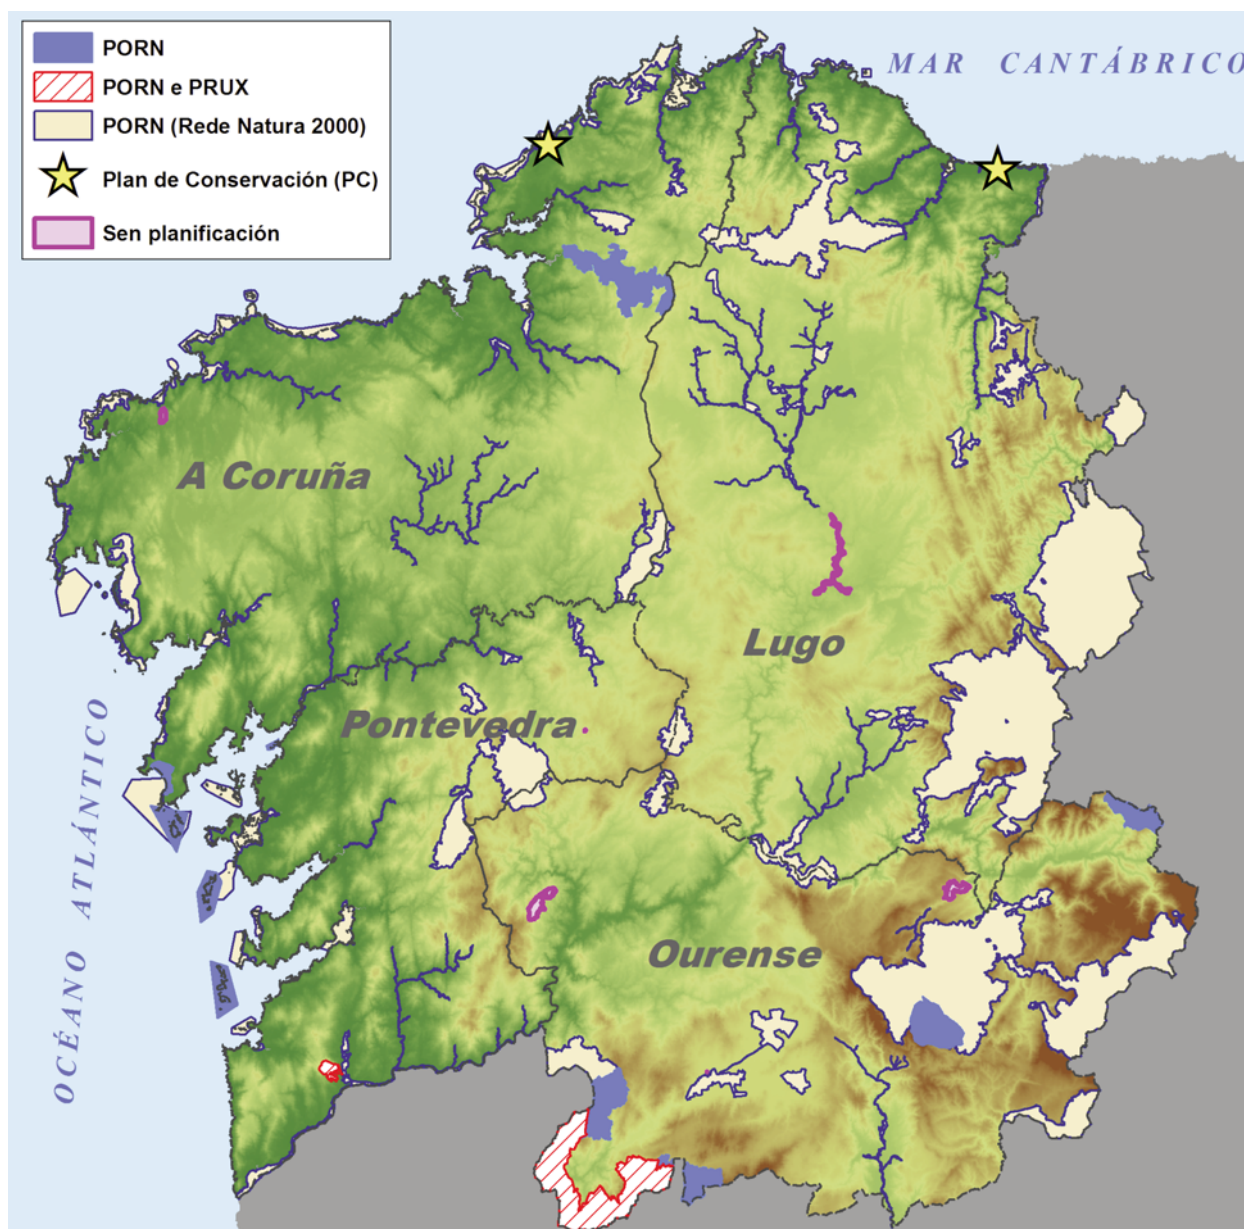 PORN
PORN e PRUX
PORN (Rede Natura 2000)
Plan de Conservación (PC)
Sen planificación
MAR CANTÁBRICO
A Coruña
Lugo
Pontevedra
Ourense
OCÉANO ATLÁNTICO